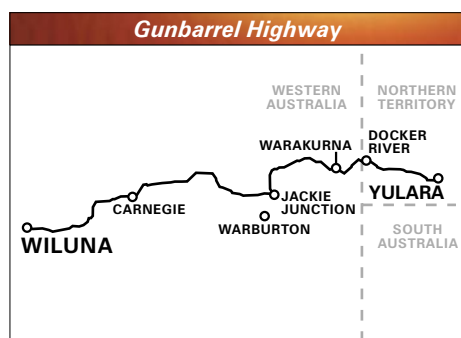 Gunbarrel Highway
WESTERN
AUSTRALIA
NORTHERN
TERRITORY
WARAKURNA
DOCKER
RIVER
YULARA
CARNEGIE
JACKIE
JUNCTION
WARBURTON
WILUNA
SOUTH
AUSTRALIA